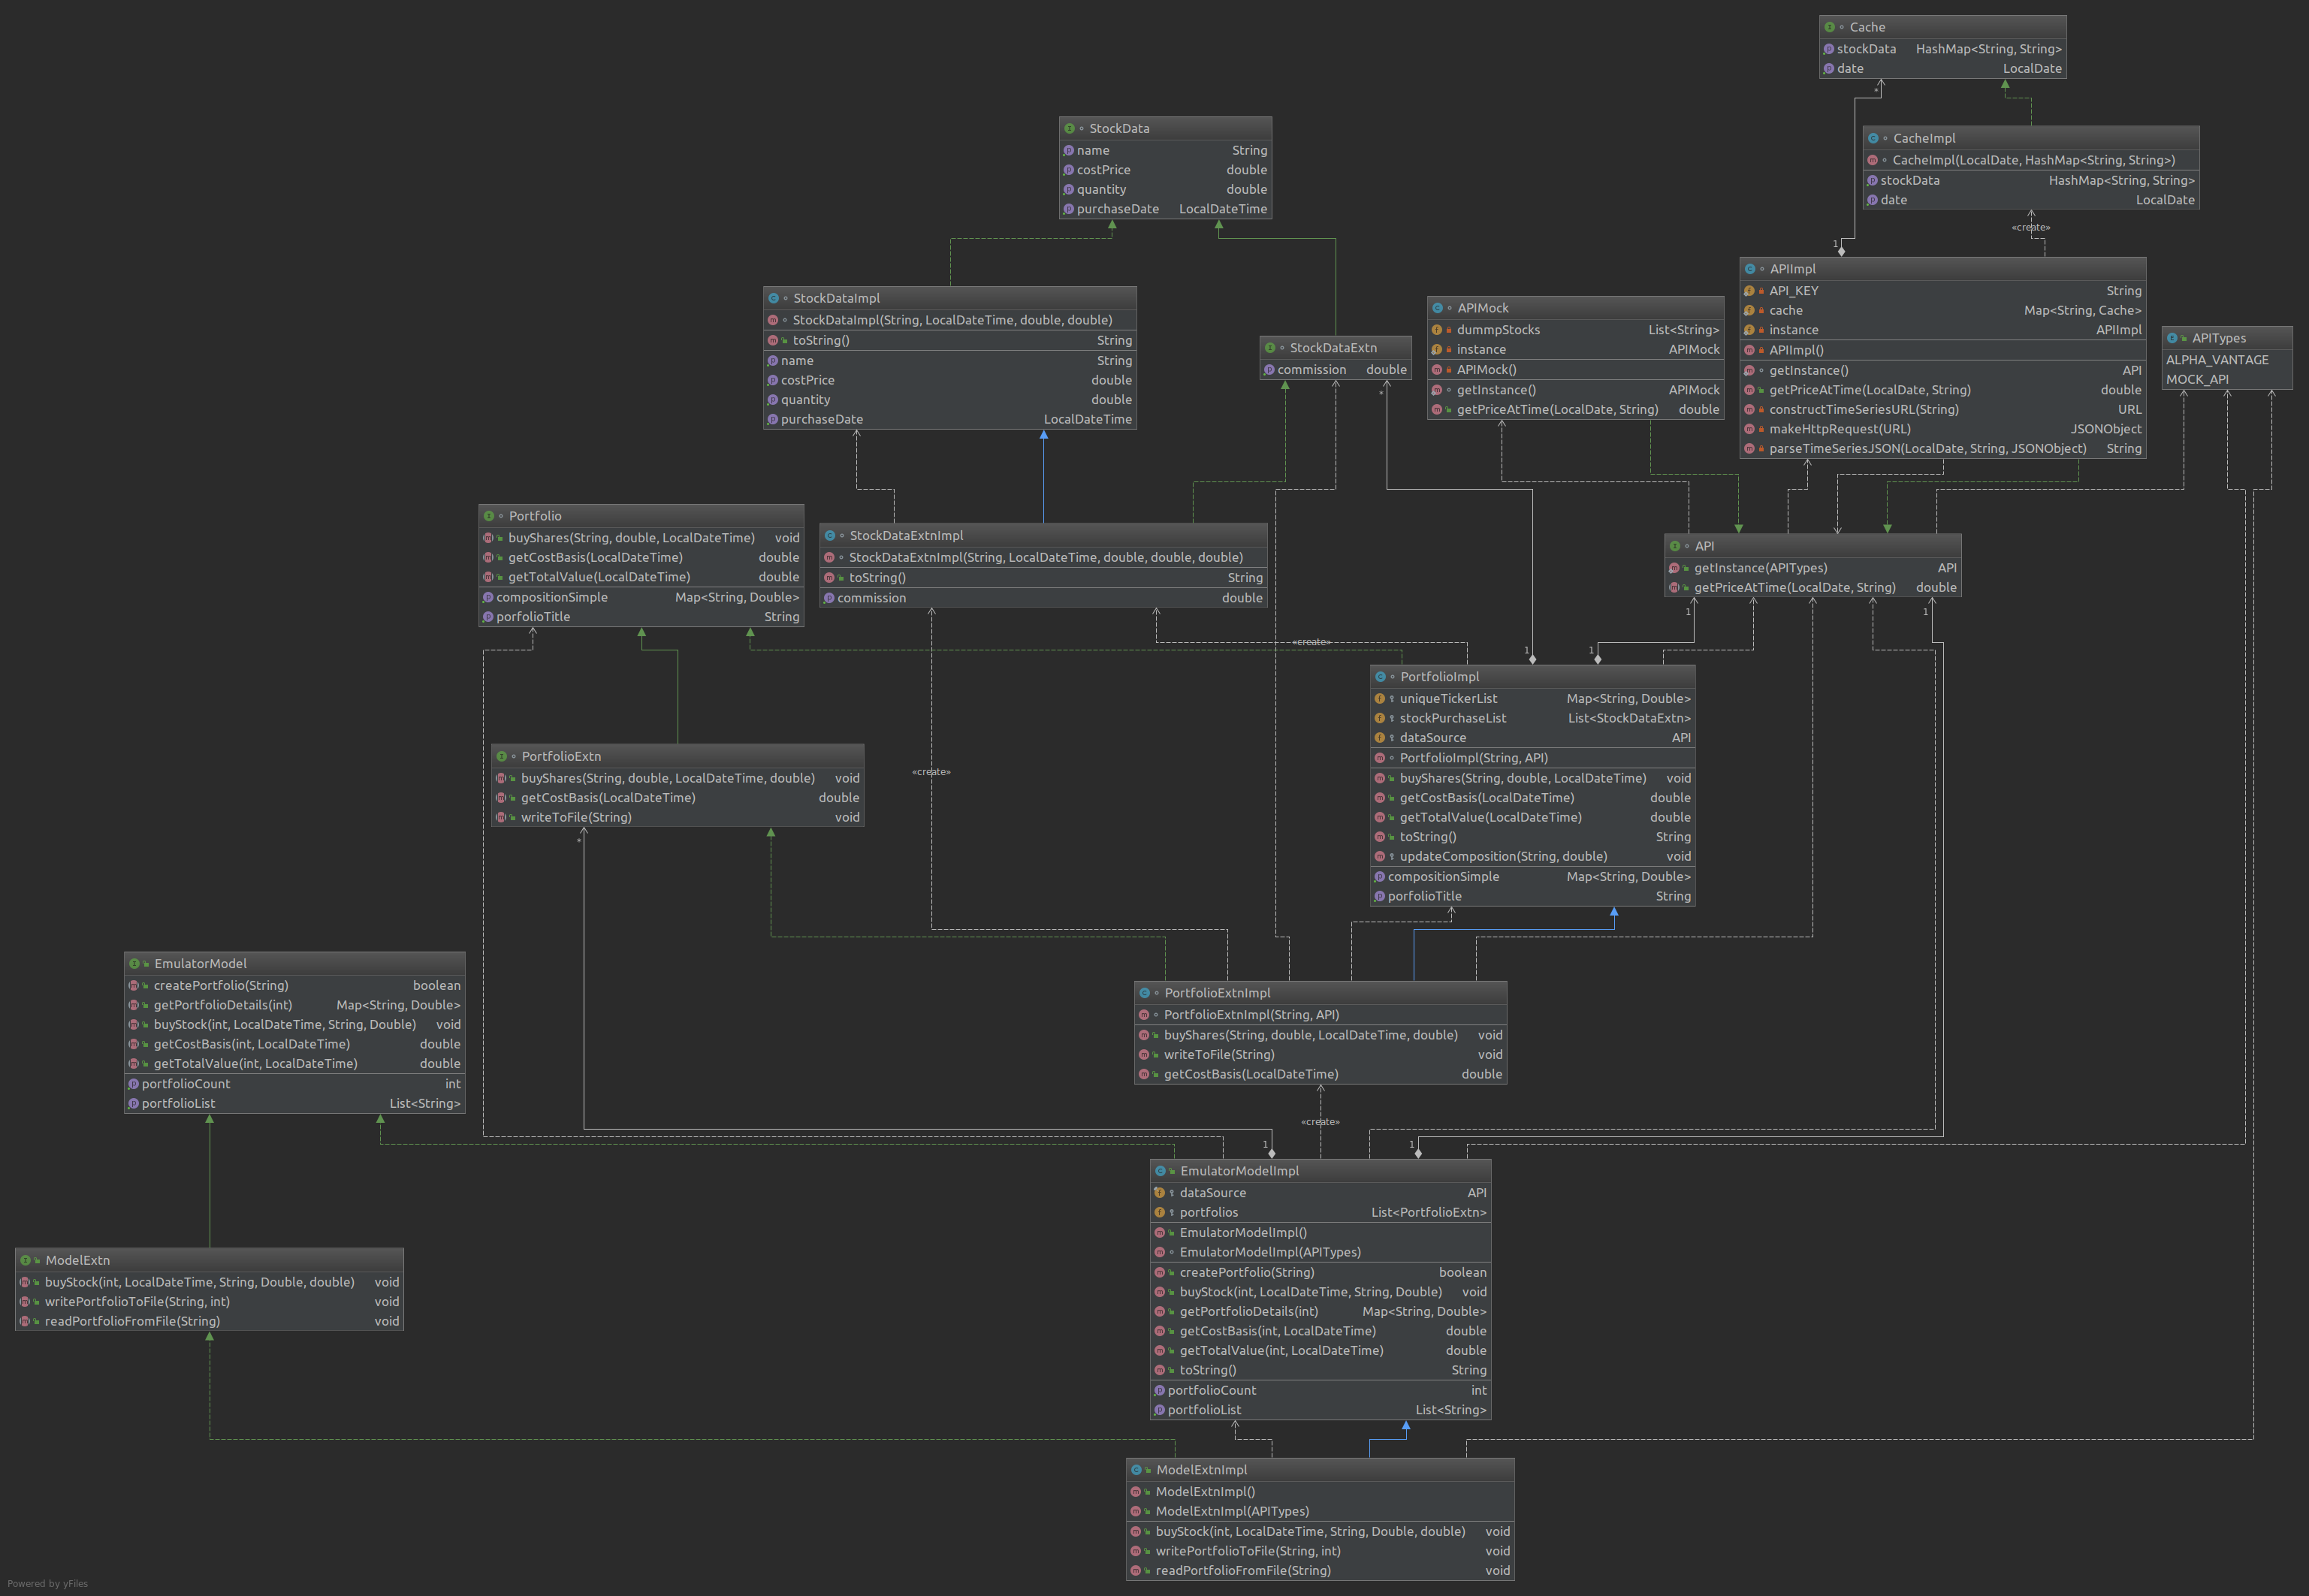 Cache
stockData HashMap<String, String>
date LocalDate
*
StockData
name String
costPrice double
quantity double
purchaseDate LocalDateTime
CacheImpl
CacheImpl(LocalDate, HashMap<String, String>)
stockData HashMap<String, String>
date LocalDate
«create»
1
StockDataImpl
StockDataImpl(String, LocalDateTime, double, double)
toString() String
name String
costPrice double
quantity double
purchaseDate LocalDateTime
StockDataExtn
commission double
*
APIMock
dummpStocks List<String>
instance APIMock
APIMock()
getInstance() APIMock
getPriceAtTime(LocalDate, String) double
APIImpl
API_KEY String
cache Map<String, Cache>
instance APIImpl
APIImpl()
getInstance() API
getPriceAtTime(LocalDate, String) double
constructTimeSeriesURL(String) URL
makeHttpRequest(URL) JSONObject
parseTimeSeriesJSON(LocalDate, String, JSONObject) String
APITypes
ALPHA_VANTAGE
MOCK_API
Portfolio
buyShares(String, double, LocalDateTime) void
getCostBasis(LocalDateTime) double
getTotalValue(LocalDateTime) double
compositionSimple Map<String, Double>
porfolioTitle String
StockDataExtnImpl
StockDataExtnImpl(String, LocalDateTime, double, double, double)
toString() String
commission double
API
getInstance(APITypes) API
getPriceAtTime(LocalDate, String) double
1
1
«create»
1
1
PortfolioImpl
uniqueTickerList Map<String, Double>
stockPurchaseList List<StockDataExtn>
dataSource API
PortfolioImpl(String, API)
buyShares(String, double, LocalDateTime) void
getCostBasis(LocalDateTime) double
getTotalValue(LocalDateTime) double
toString() String
updateComposition(String, double) void
compositionSimple Map<String, Double>
porfolioTitle String
PortfolioExtn
buyShares(String, double, LocalDateTime, double) void
getCostBasis(LocalDateTime) double
writeToFile(String) void
*
«create»
EmulatorModel
createPortfolio(String) boolean
getPortfolioDetails(int) Map<String, Double>
buyStock(int, LocalDateTime, String, Double) void
getCostBasis(int, LocalDateTime) double
getTotalValue(int, LocalDateTime) double
portfolioCount int
portfolioList List<String>
PortfolioExtnImpl
PortfolioExtnImpl(String, API)
buyShares(String, double, LocalDateTime, double) void
writeToFile(String) void
getCostBasis(LocalDateTime) double
«create»
1
1
EmulatorModelImpl
dataSource API
portfolios List<PortfolioExtn>
EmulatorModelImpl()
EmulatorModelImpl(APITypes)
createPortfolio(String) boolean
buyStock(int, LocalDateTime, String, Double) void
getPortfolioDetails(int) Map<String, Double>
getCostBasis(int, LocalDateTime) double
getTotalValue(int, LocalDateTime) double
toString() String
portfolioCount int
portfolioList List<String>
ModelExtn
buyStock(int, LocalDateTime, String, Double, double) void
writePortfolioToFile(String, int) void
readPortfolioFromFile(String) void
ModelExtnImpl
ModelExtnImpl()
ModelExtnImpl(APITypes)
buyStock(int, LocalDateTime, String, Double, double) void
writePortfolioToFile(String, int) void
readPortfolioFromFile(String) void
Powered by yFiles